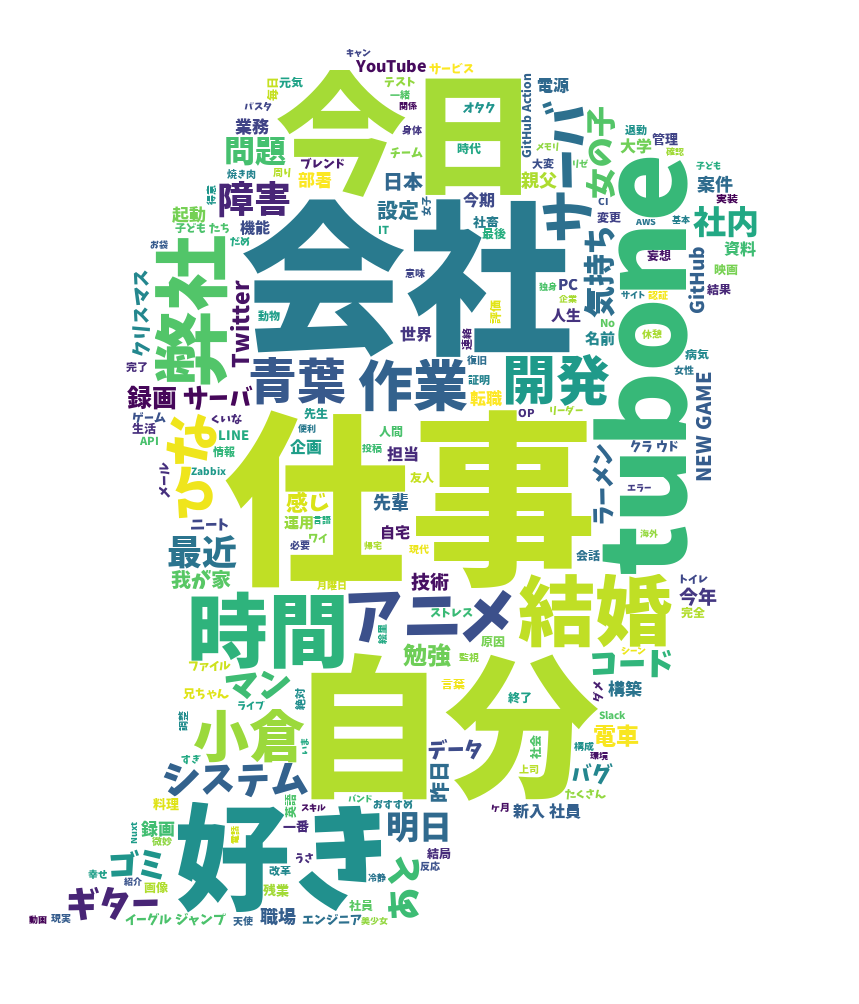 キャン
YouTube サービス
毎日
元気
テスト
一緒
関係
オタク
GitHub Action
電源
パスタ
業務
問題
今日
身体
チーム
時代
メモリ
大変
リゼ
サーバ
女の子
退勤
大学
管理
確認
子ども
案件
実装
ブレンド
焼き肉
周り
部署
日本
親父
得意
障害
設定
女子
今期
CI
変更
AWS
基本
社内
起動
子ども たち
機能
IT
社畜
最後
気持ち
妄想
資料
お袋
だめ
弊社
会社
tubone
GitHub
映画
クリスマス
Twitter
動物
意味
独身
PC
企業
サイト
認証
結果
世界
連絡
評価
人生
No
名前
休憩
病気
女性
完了
青葉
作業
復旧
証明
開発
転職
録画 サーバ
NEW GAME
ゲーム
生活
API
くいな
ひな
LINE
情報
先生
便利
企画
仕事
人間
投稿
担当
OP
リーダー
クラ ウド
ラーメン
メール
Zabbix
感じ
友人
先輩
エラー
ニート
運用
言語
ワイ
必要
自宅
帰宅
現代
海外
最近
会話
我が家
月曜日
技術
トイレ
今年
完全
時間
アニメ
ストレス
結婚
絵里
勉強
監視
原因
シーン
コード
ファイル
マン
兄ちゃん
ライブ
絶対
言葉
自分
終了
ダメ
構築
小倉
調整
いま
すぎ
Slack
電車
データ
社会
構成
環境
システム
昨日
上司
バグ
たくさん
料理
英語
スキル
バンド
おすすめ
ヶ月
新入 社員
好き
Nuxt
録画
微妙
電話
一番
明日
ゴミ
うさ
結局
反応
幸せ
紹介
画像
改革
冷静
あと
残業
ギター
社員
動画
現実
イーグル ジャンプ
天使
職場
エンジニア
美少女